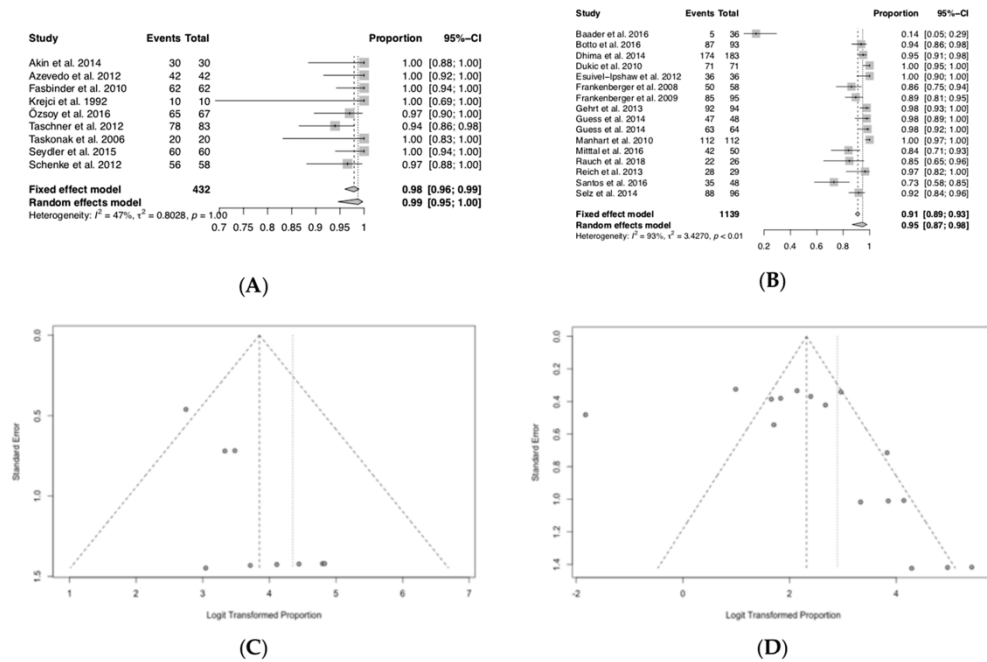 Study Events Total Proportion 95%−CI
Akin et al. 2014 30 30 1.00 [0.88; 1.00]
Azevedo et al. 2012 42 42 1.00 [0.92; 1.00]
Fasbinder et al. 2010 62 62 1.00 [0.94; 1.00]
Krejci et al. 1992 10 10 1.00 [0.69; 1.00]
Özsoy et al. 2016 65 67 0.97 [0.90; 1.00]
Taschner et al. 2012 78 83 0.94 [0.86; 0.98]
Taskonak et al. 2006 20 20 1.00 [0.83; 1.00]
Seydler et al. 2015 60 60 1.00 [0.94; 1.00]
Schenke et al. 2012 56 58 0.97 [0.88; 1.00]
Fixed effect model 432 0.98 [0.96; 0.99]
Random effects model 0.99 [0.95; 1.00]
Heterogeneity: I² = 47%, τ² = 0.8028, p = 1.00
0.7 0.75 0.8 0.85 0.9 0.95 1
(A)
Study Events Total Proportion 95%−CI
Baader et al. 2016 5 36 0.14 [0.05; 0.29]
Botto et al. 2016 87 93 0.94 [0.86; 0.98]
Dhima et al. 2014 174 183 0.95 [0.91; 0.98]
Dukic et al. 2010 71 71 1.00 [0.95; 1.00]
Esuivel−Ipshaw et al. 2012 36 36 1.00 [0.90; 1.00]
Frankenberger et al. 2008 50 58 0.86 [0.75; 0.94]
Frankenberger et al. 2009 85 95 0.89 [0.81; 0.95]
Gehrt et al. 2013 92 94 0.98 [0.93; 1.00]
Guess et al. 2014 47 48 0.98 [0.89; 1.00]
Guess et al. 2014 63 64 0.98 [0.92; 1.00]
Manhart et al. 2010 112 112 1.00 [0.97; 1.00]
Mittal et al. 2016 42 50 0.84 [0.71; 0.93]
Rauch et al. 2018 22 26 0.85 [0.65; 0.96]
Reich et al. 2013 28 29 0.97 [0.82; 1.00]
Santos et al. 2016 35 48 0.73 [0.58; 0.85]
Selz et al. 2014 88 96 0.92 [0.84; 0.96]
Fixed effect model 1139 0.91 [0.89; 0.93]
Random effects model 0.95 [0.87; 0.98]
Heterogeneity: I² = 93%, τ² = 3.4270, p < 0.01
0.2 0.4 0.6 0.8 1
(B)
Standard Error
0.0
0.5
1.0
1.5
1 2 3 4 5 6 7
Logit Transformed Proportion
(C)
Standard Error
0.0
0.2
0.4
0.6
0.8
1.0
1.2
1.4
-2 0 2 4
Logit Transformed Proportion
(D)